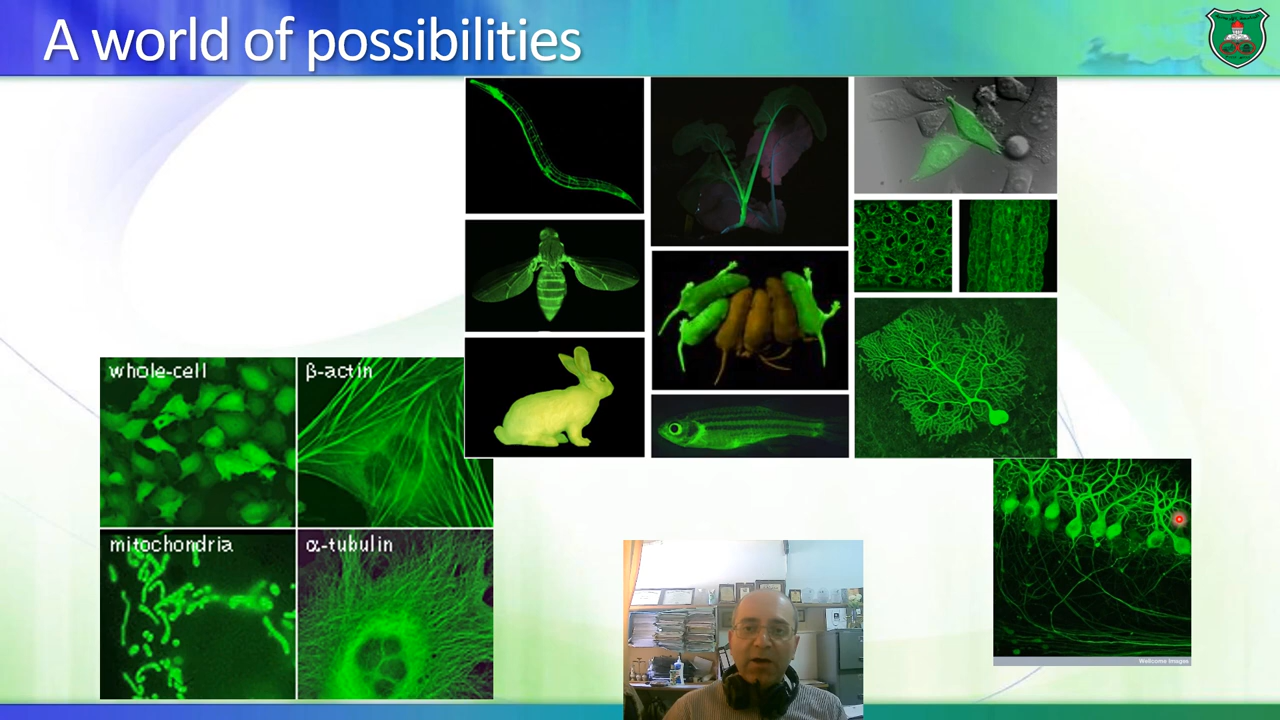 A world of possibilities
whole-cell
β-actin
mitochondria
α-tubulin
Wellcome Images